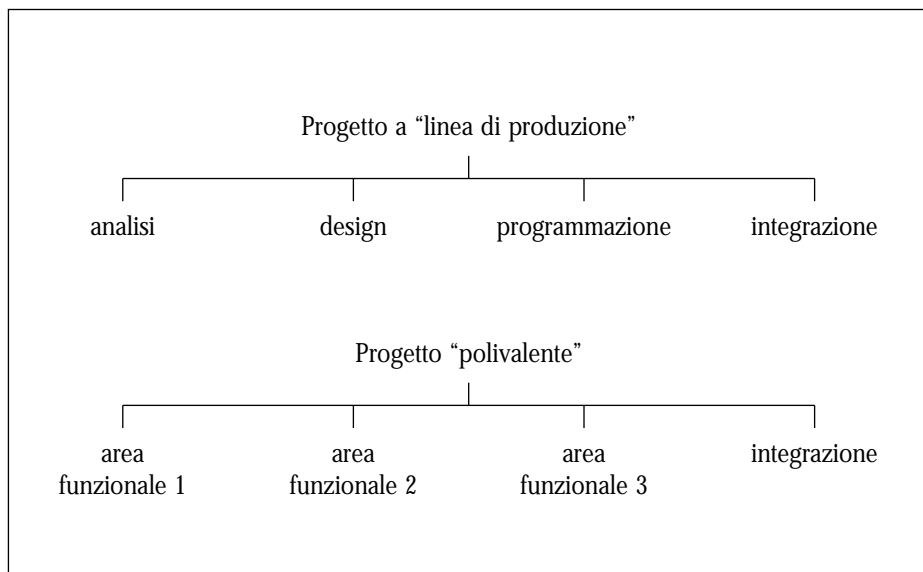 Progetto a “linea di produzione”
analisi design programmazione integrazione
Progetto “polivalente”
area area area integrazione
funzionale 1 funzionale 2 funzionale 3